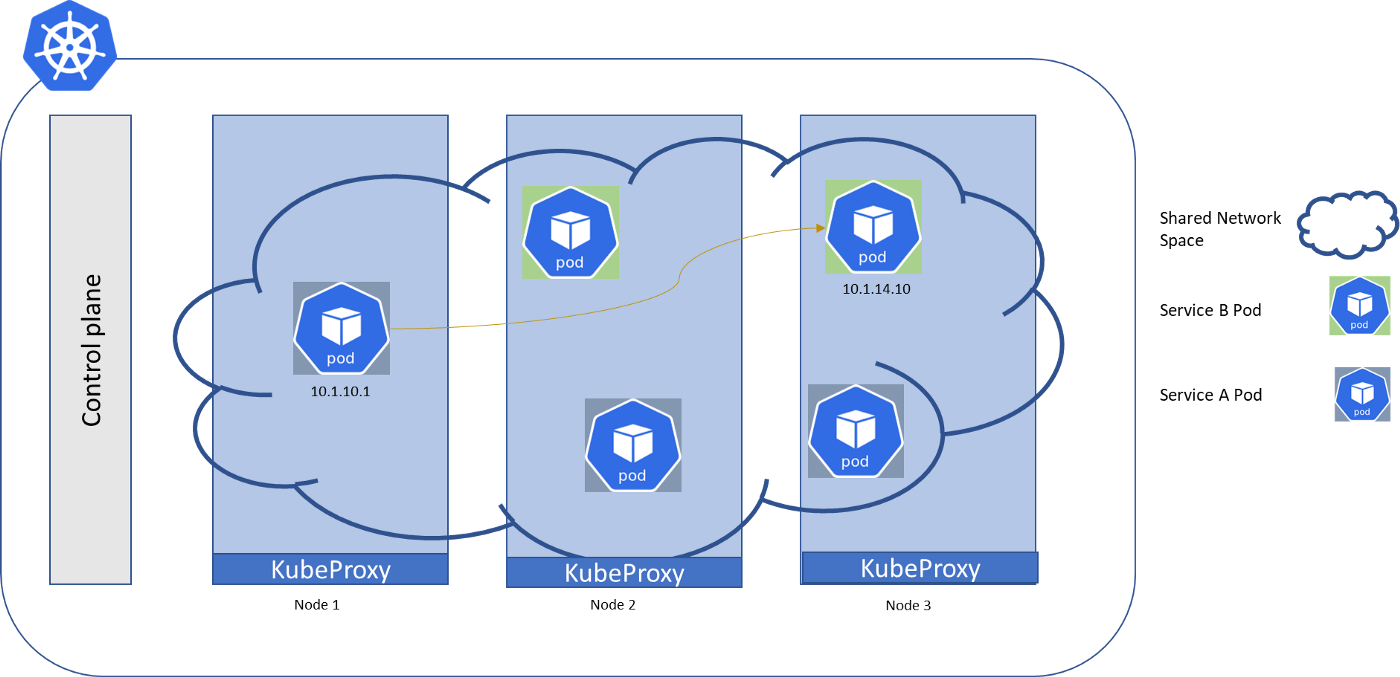 Control plane
pod
10.1.10.1
KubeProxy
Node 1
pod
pod
KubeProxy
Node 2
pod
10.1.14.10
pod
KubeProxy
Node 3
Shared Network
Space
Service B Pod
pod
Service A Pod
pod